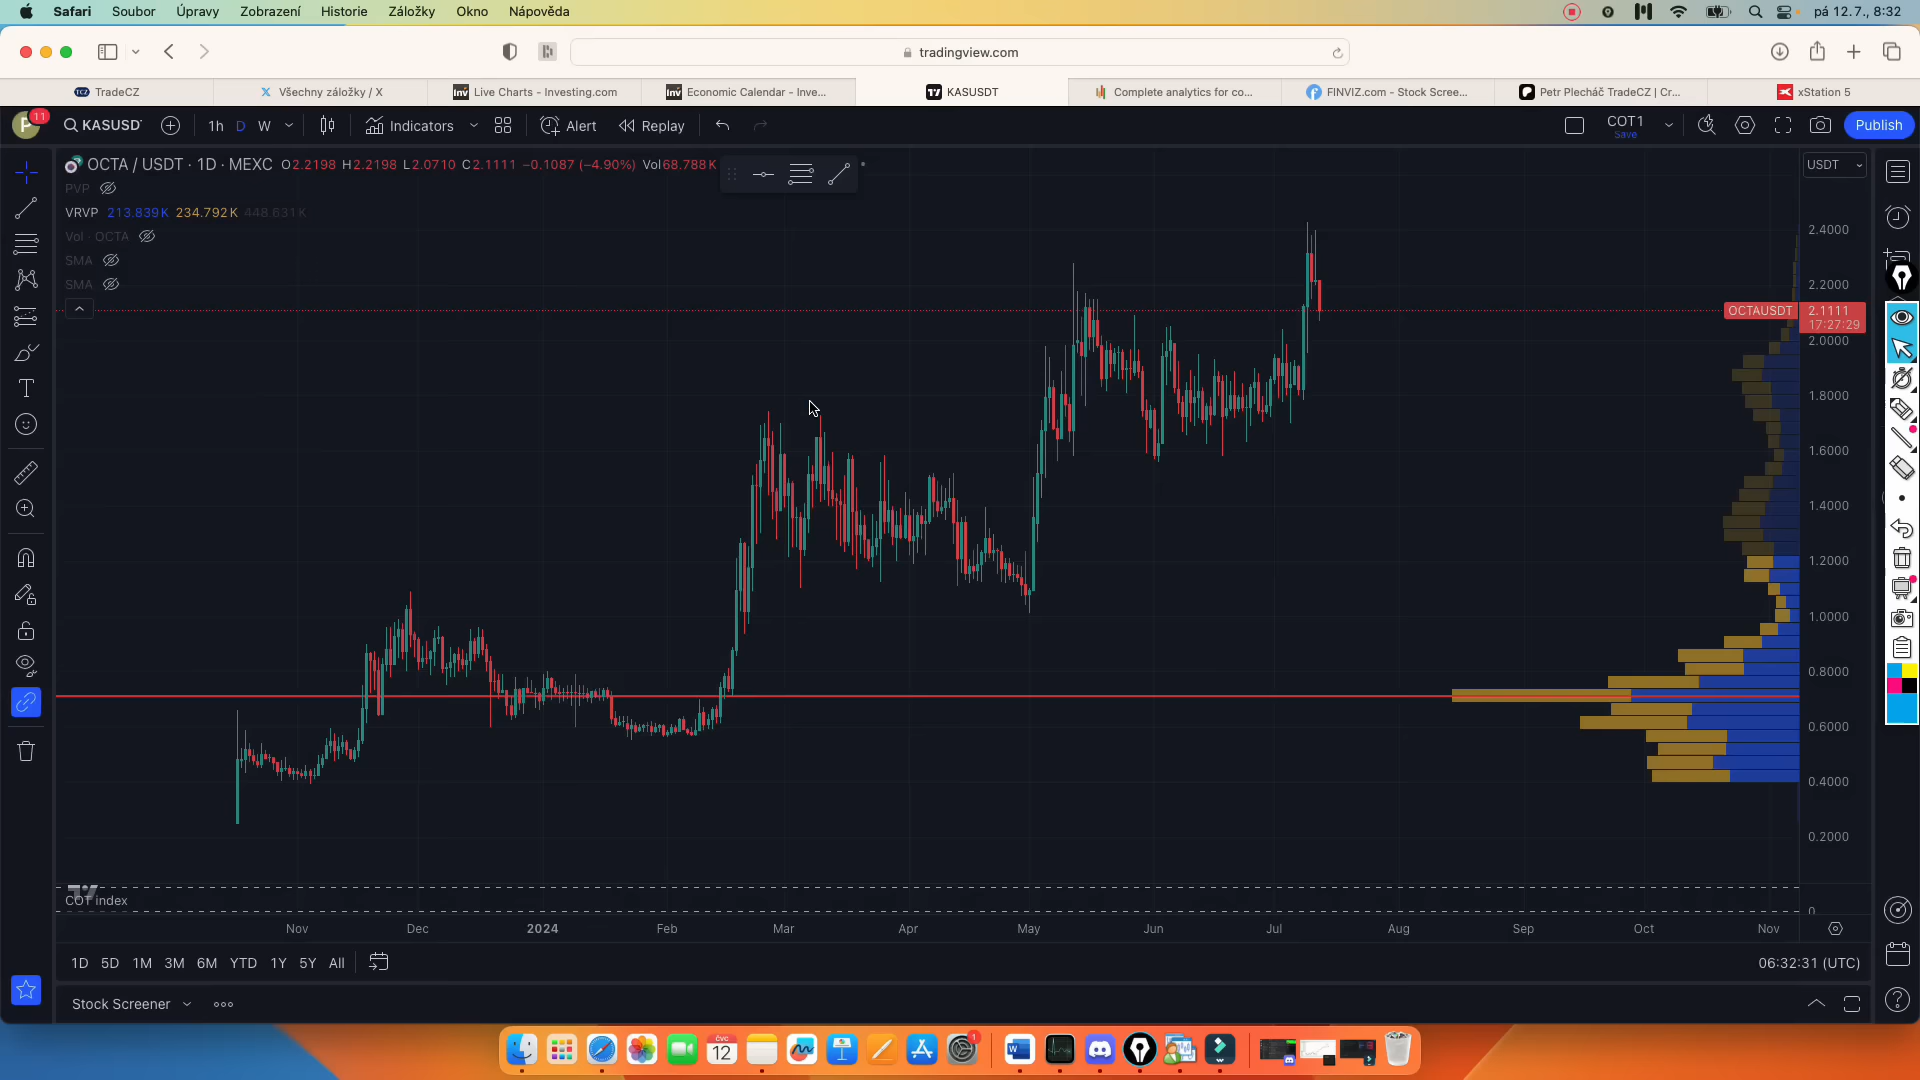 Safari Soubor Úpravy Zobrazení Historie Záložky Okno Nápověda pá 12.7., 8:32
tradingview.com
TradeCZ Všechny záložky / X Live Charts - Investing.com Economic Calendar - Inve... KASUSDT Complete analytics for co... FINVIZ.com - Stock Scree... Petr Plecháč TradeCZ | Cr... xStation 5
P 11 KASUSD 1h D W Indicators Alert Replay COT1 Save Publish
OCTA / USDT · 1D · MEXC O2.2198 H2.2198 L2.0710 C2.1111 −0.1087 (−4.90%) Vol68.788K USDT
PVP
VRVP 213.839K 234.792K 448.631K
Vol · OCTA
SMA
SMA
2.4000
2.2000
OCTAUSDT 2.1111
17:27:29
2.0000
1.8000
1.6000
1.4000
1.2000
1.0000
0.8000
0.6000
0.4000
0.2000
COT index 0
Nov Dec 2024 Feb Mar Apr May Jun Jul Aug Sep Oct Nov
1D 5D 1M 3M 6M YTD 1Y 5Y All 06:32:31 (UTC)
Stock Screener
ČVC
12
1